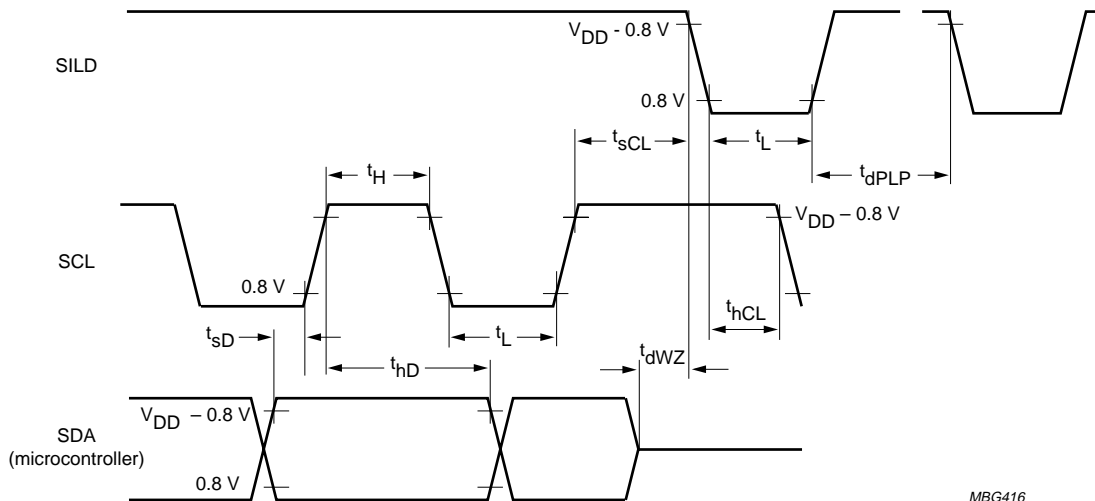 V_DD - 0.8 V
SILD
0.8 V
t_sCL
t_L
t_H
t_dPLP
V_DD – 0.8 V
SCL
0.8 V
t_hCL
t_sD
t_L
t_hD
t_dWZ
V_DD – 0.8 V
SDA
(microcontroller)
0.8 V
MBG416